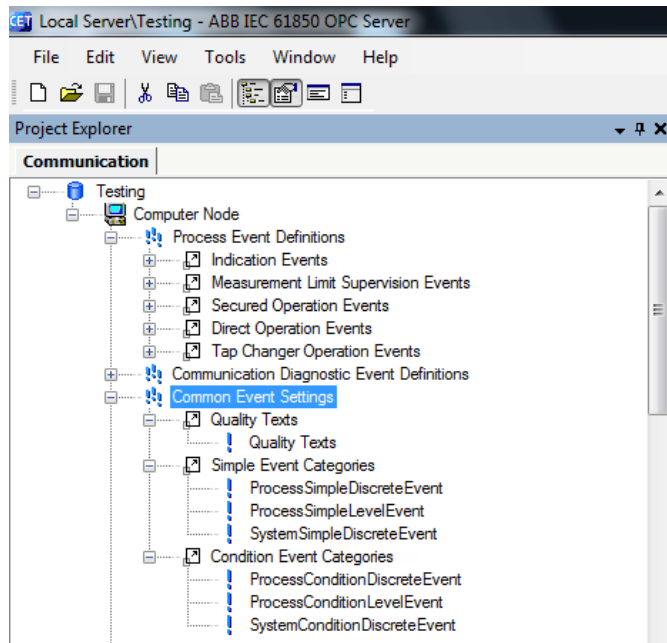 CET Local Server\Testing - ABB IEC 61850 OPC Server
File Edit View Tools Window Help
Project Explorer
Communication
Testing
Computer Node
Process Event Definitions
Indication Events
Measurement Limit Supervision Events
Secured Operation Events
Direct Operation Events
Tap Changer Operation Events
Communication Diagnostic Event Definitions
Common Event Settings
Quality Texts
Quality Texts
Simple Event Categories
ProcessSimpleDiscreteEvent
ProcessSimpleLevelEvent
SystemSimpleDiscreteEvent
Condition Event Categories
ProcessConditionDiscreteEvent
ProcessConditionLevelEvent
SystemConditionDiscreteEvent